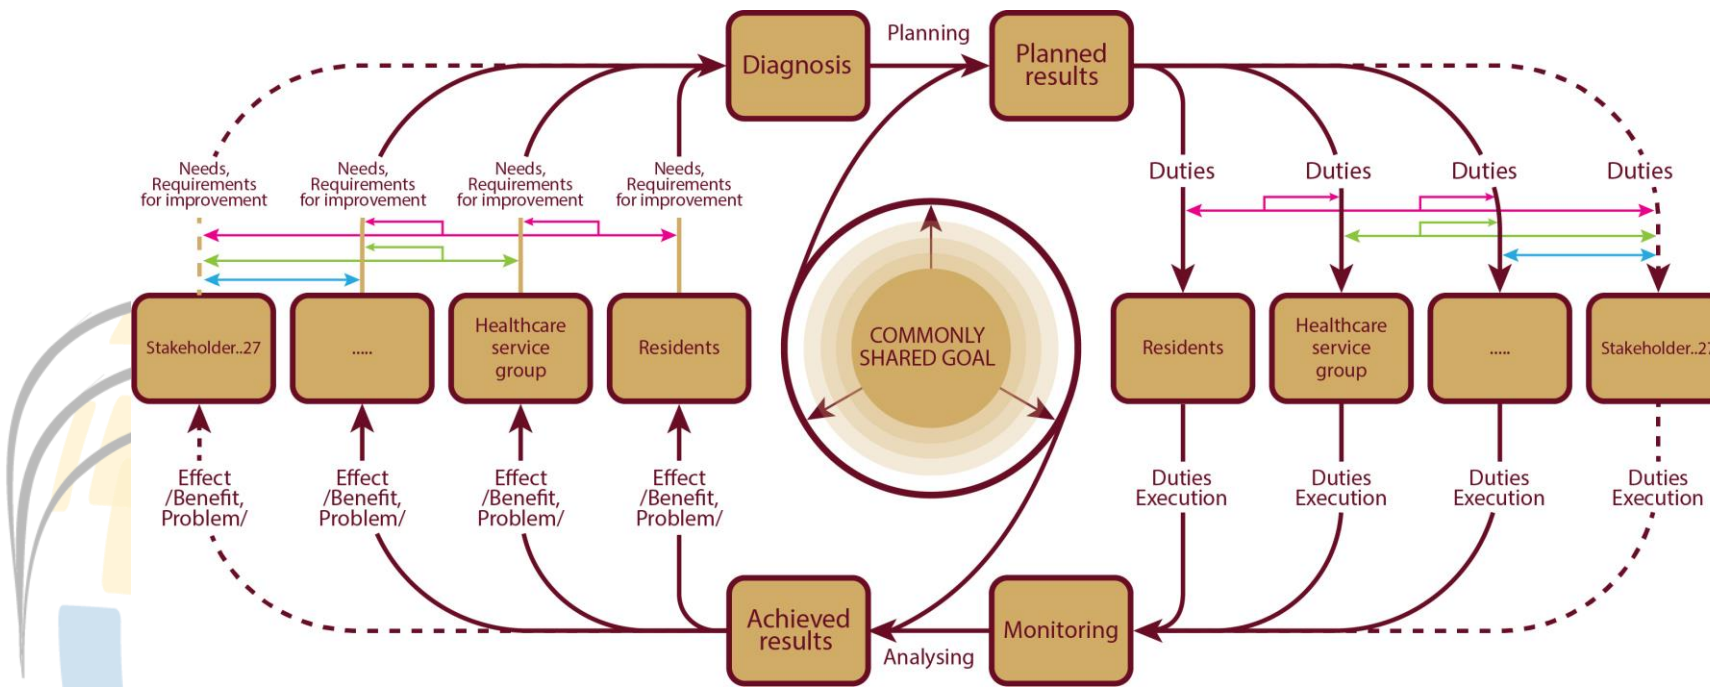 Diagnosis
Planning
Planned
results
Needs,
Requirements
for improvement
Needs,
Requirements
for improvement
Needs,
Requirements
for improvement
Needs,
Requirements
for improvement
Duties
Duties
Duties
Duties
Stakeholder..27
.....
Healthcare
service
group
Residents
COMMONLY
SHARED GOAL
Residents
Healthcare
service
group
.....
Stakeholder..27
Effect
/Benefit,
Problem/
Effect
/Benefit,
Problem/
Effect
/Benefit,
Problem/
Effect
/Benefit,
Problem/
Duties
Execution
Duties
Execution
Duties
Execution
Duties
Execution
Achieved
results
Analysing
Monitoring